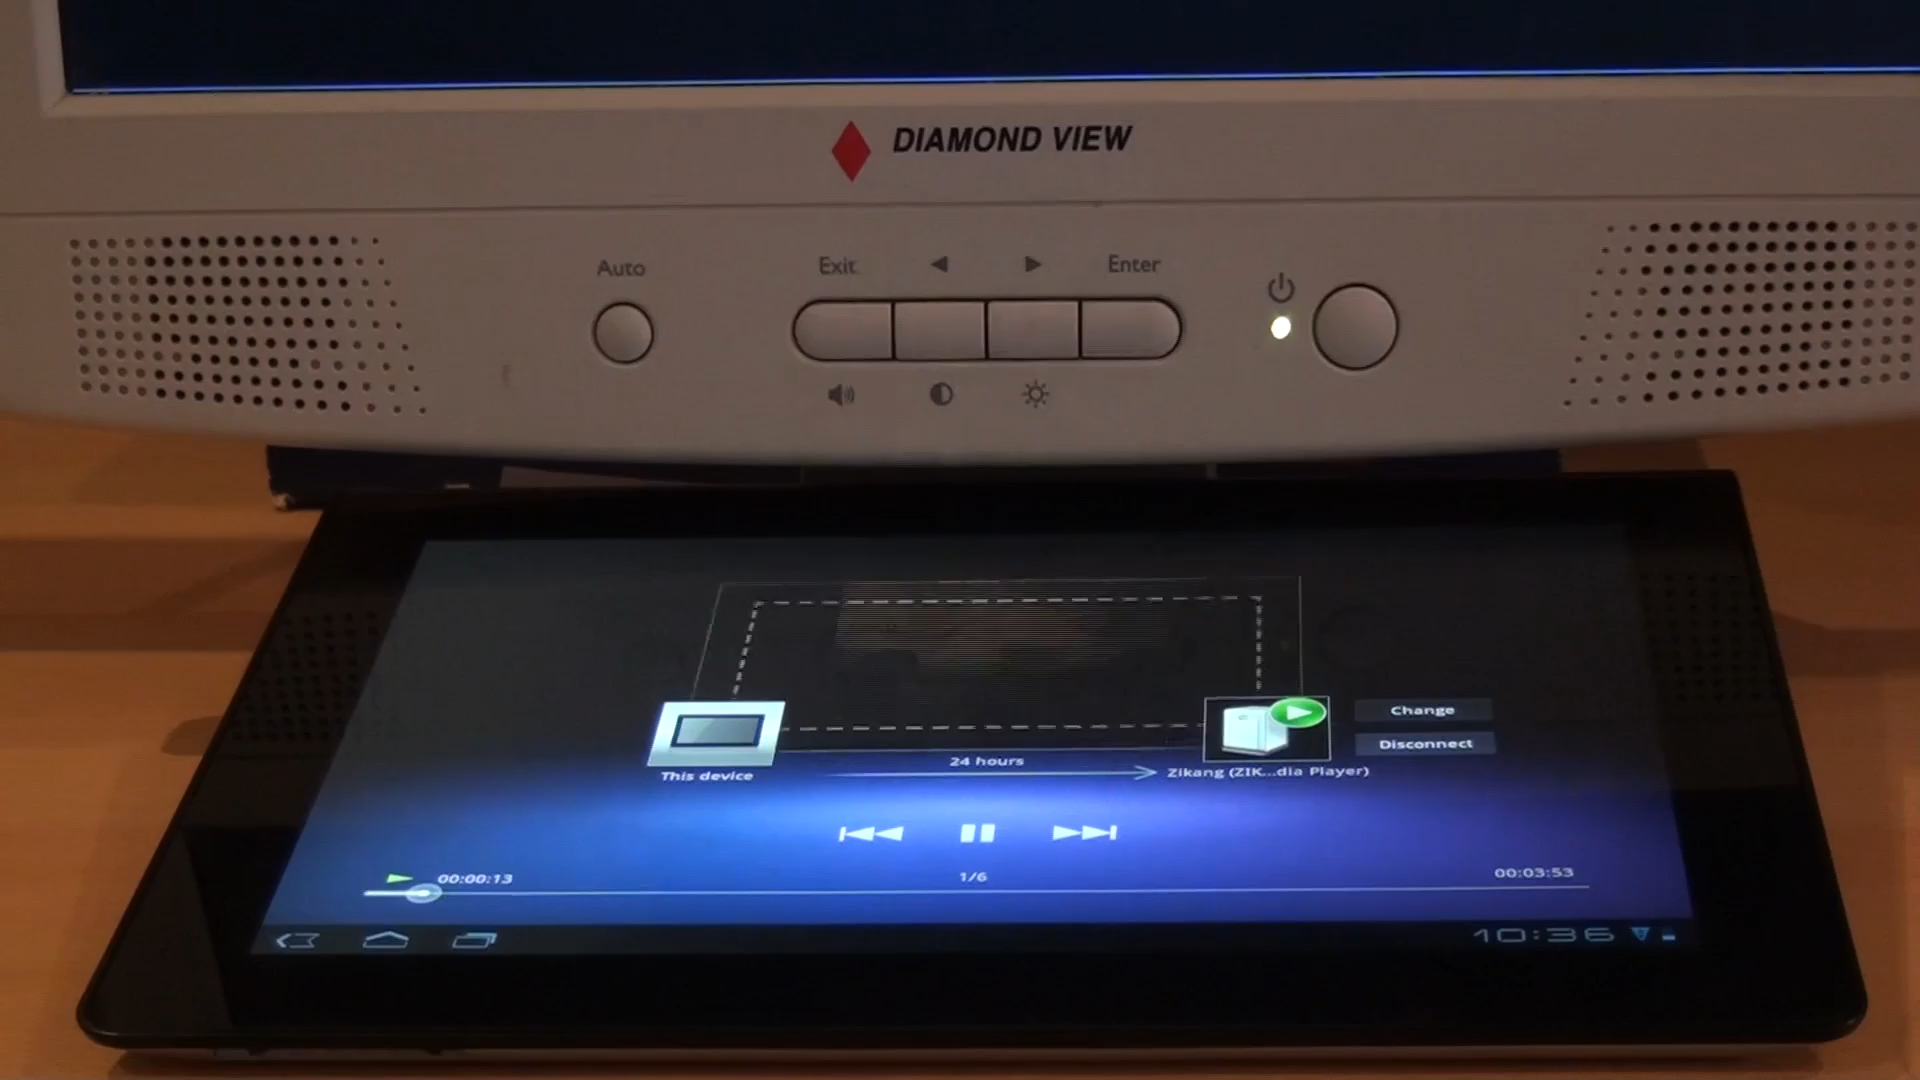 DIAMOND VIEW
Auto
Exit
Enter
Change
Disconnect
24 hours
This device
Zikang (ZIK...dia Player)
00:00:13
1/6
00:03:53
10:36